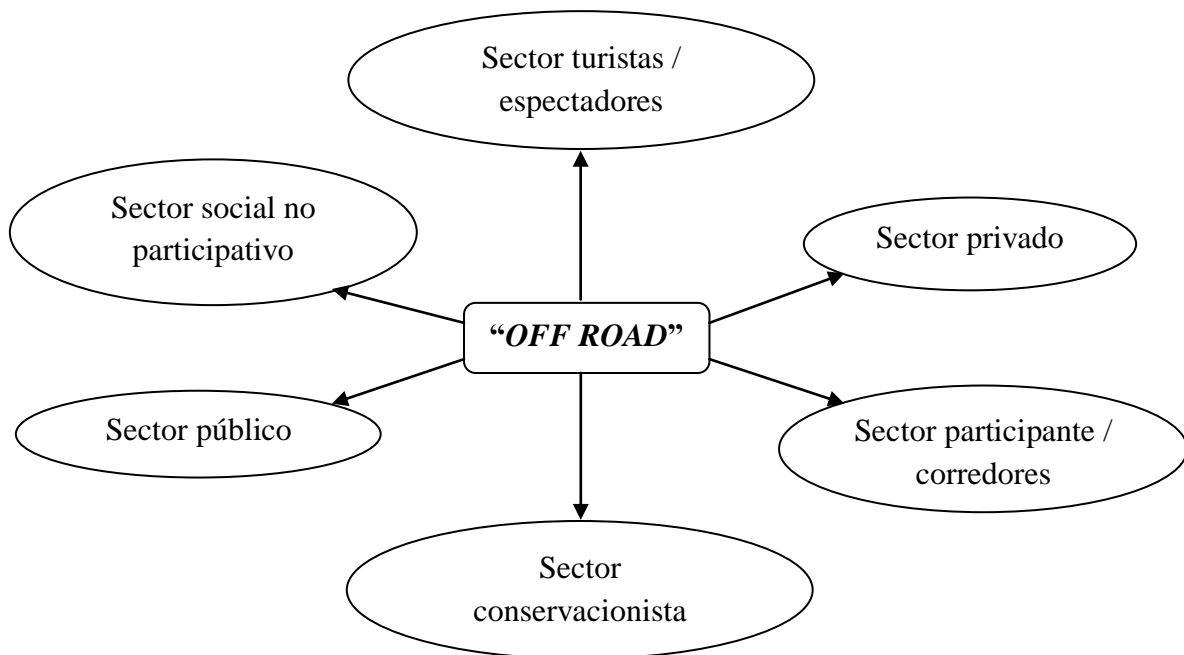 Sector turistas /
espectadores
Sector social no
participativo
Sector privado
“OFF ROAD”
Sector público
Sector participante /
corredores
Sector
conservacionista